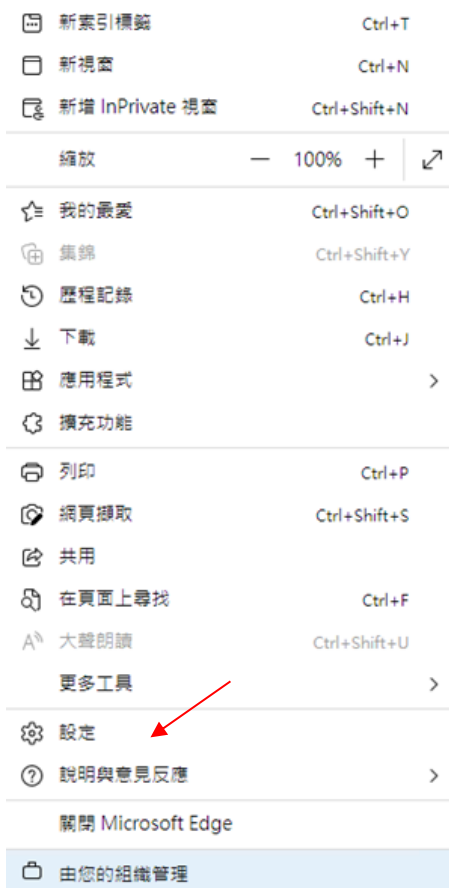 新索引標籤 Ctrl+T
新視窗 Ctrl+N
新增 InPrivate 視窗 Ctrl+Shift+N
縮放 — 100% +
我的最愛 Ctrl+Shift+O
集錦 Ctrl+Shift+Y
歷程記錄 Ctrl+H
下載 Ctrl+J
應用程式
擴充功能
列印 Ctrl+P
網頁擷取 Ctrl+Shift+S
共用
在頁面上尋找 Ctrl+F
大聲朗讀 Ctrl+Shift+U
更多工具
設定
說明與意見反應
關閉 Microsoft Edge
由您的組織管理